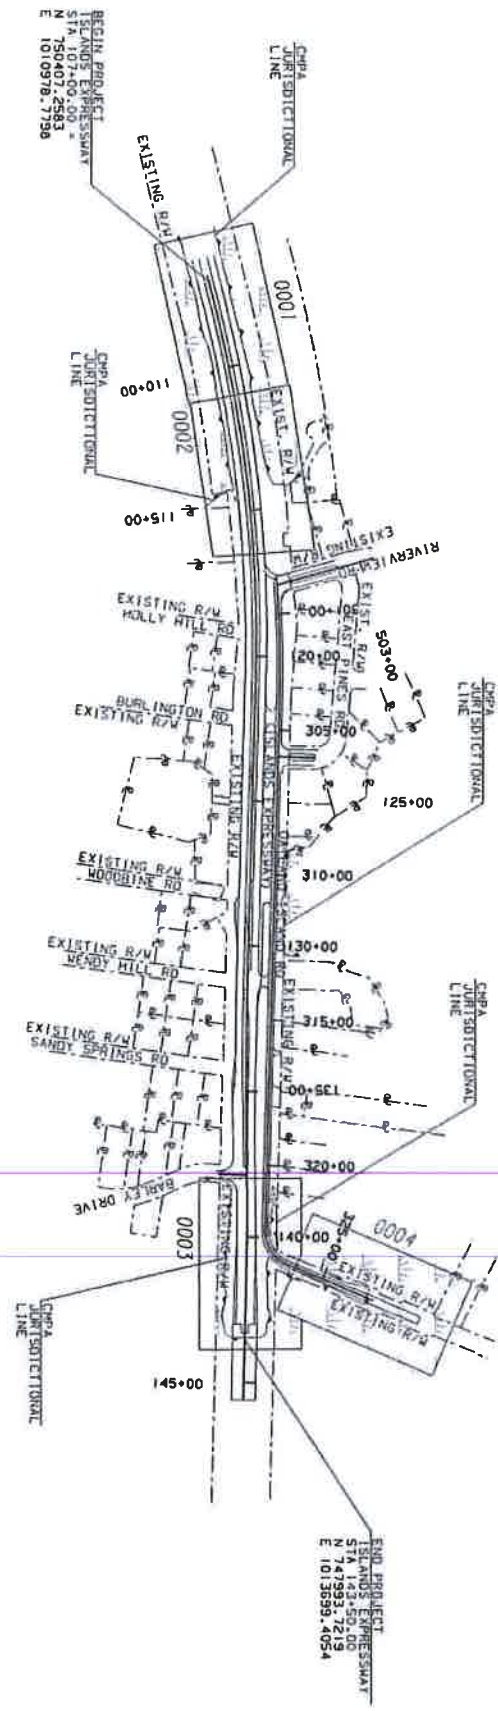 BEGIN PROJECT
ISLANDS EXPRESSWAY
STA 107+00.00 =
N 750407.2583
E 1010978.7798
CMPA
JURISDICTIONAL
LINE
EXISTING R/W
0001
110+00
0002
EXIST. R/W
CMPA
JURISDICTIONAL
LINE
115+00
EXISTING
R/W
RIVERVIEW RD
EXISTING R/W
HOLLY HILL RD
EXIST. R/W
EAST PINES RD
503+00
120+00
305+00
BURLINGTON RD
EXISTING R/W
EXISTING R/W
ISLANDS EXPRESSWAY
CMPA
JURISDICTIONAL
LINE
125+00
310+00
EXISTING R/W
WOODBINE RD
130+00
EXISTING R/W
WENDY HILL RD
EXISTING R/W
315+00
CMPA
JURISDICTIONAL
LINE
EXISTING R/W
SANDY SPRINGS RD
135+00
320+00
BARLEY DRIVE
EXISTING R/W
0003
140+00
325+00
0004
EXISTING R/W
EXISTING R/W
CMPA
JURISDICTIONAL
LINE
145+00
END PROJECT
ISLANDS EXPRESSWAY
STA 143+50.00
N 747993.7219
E 1013699.4054